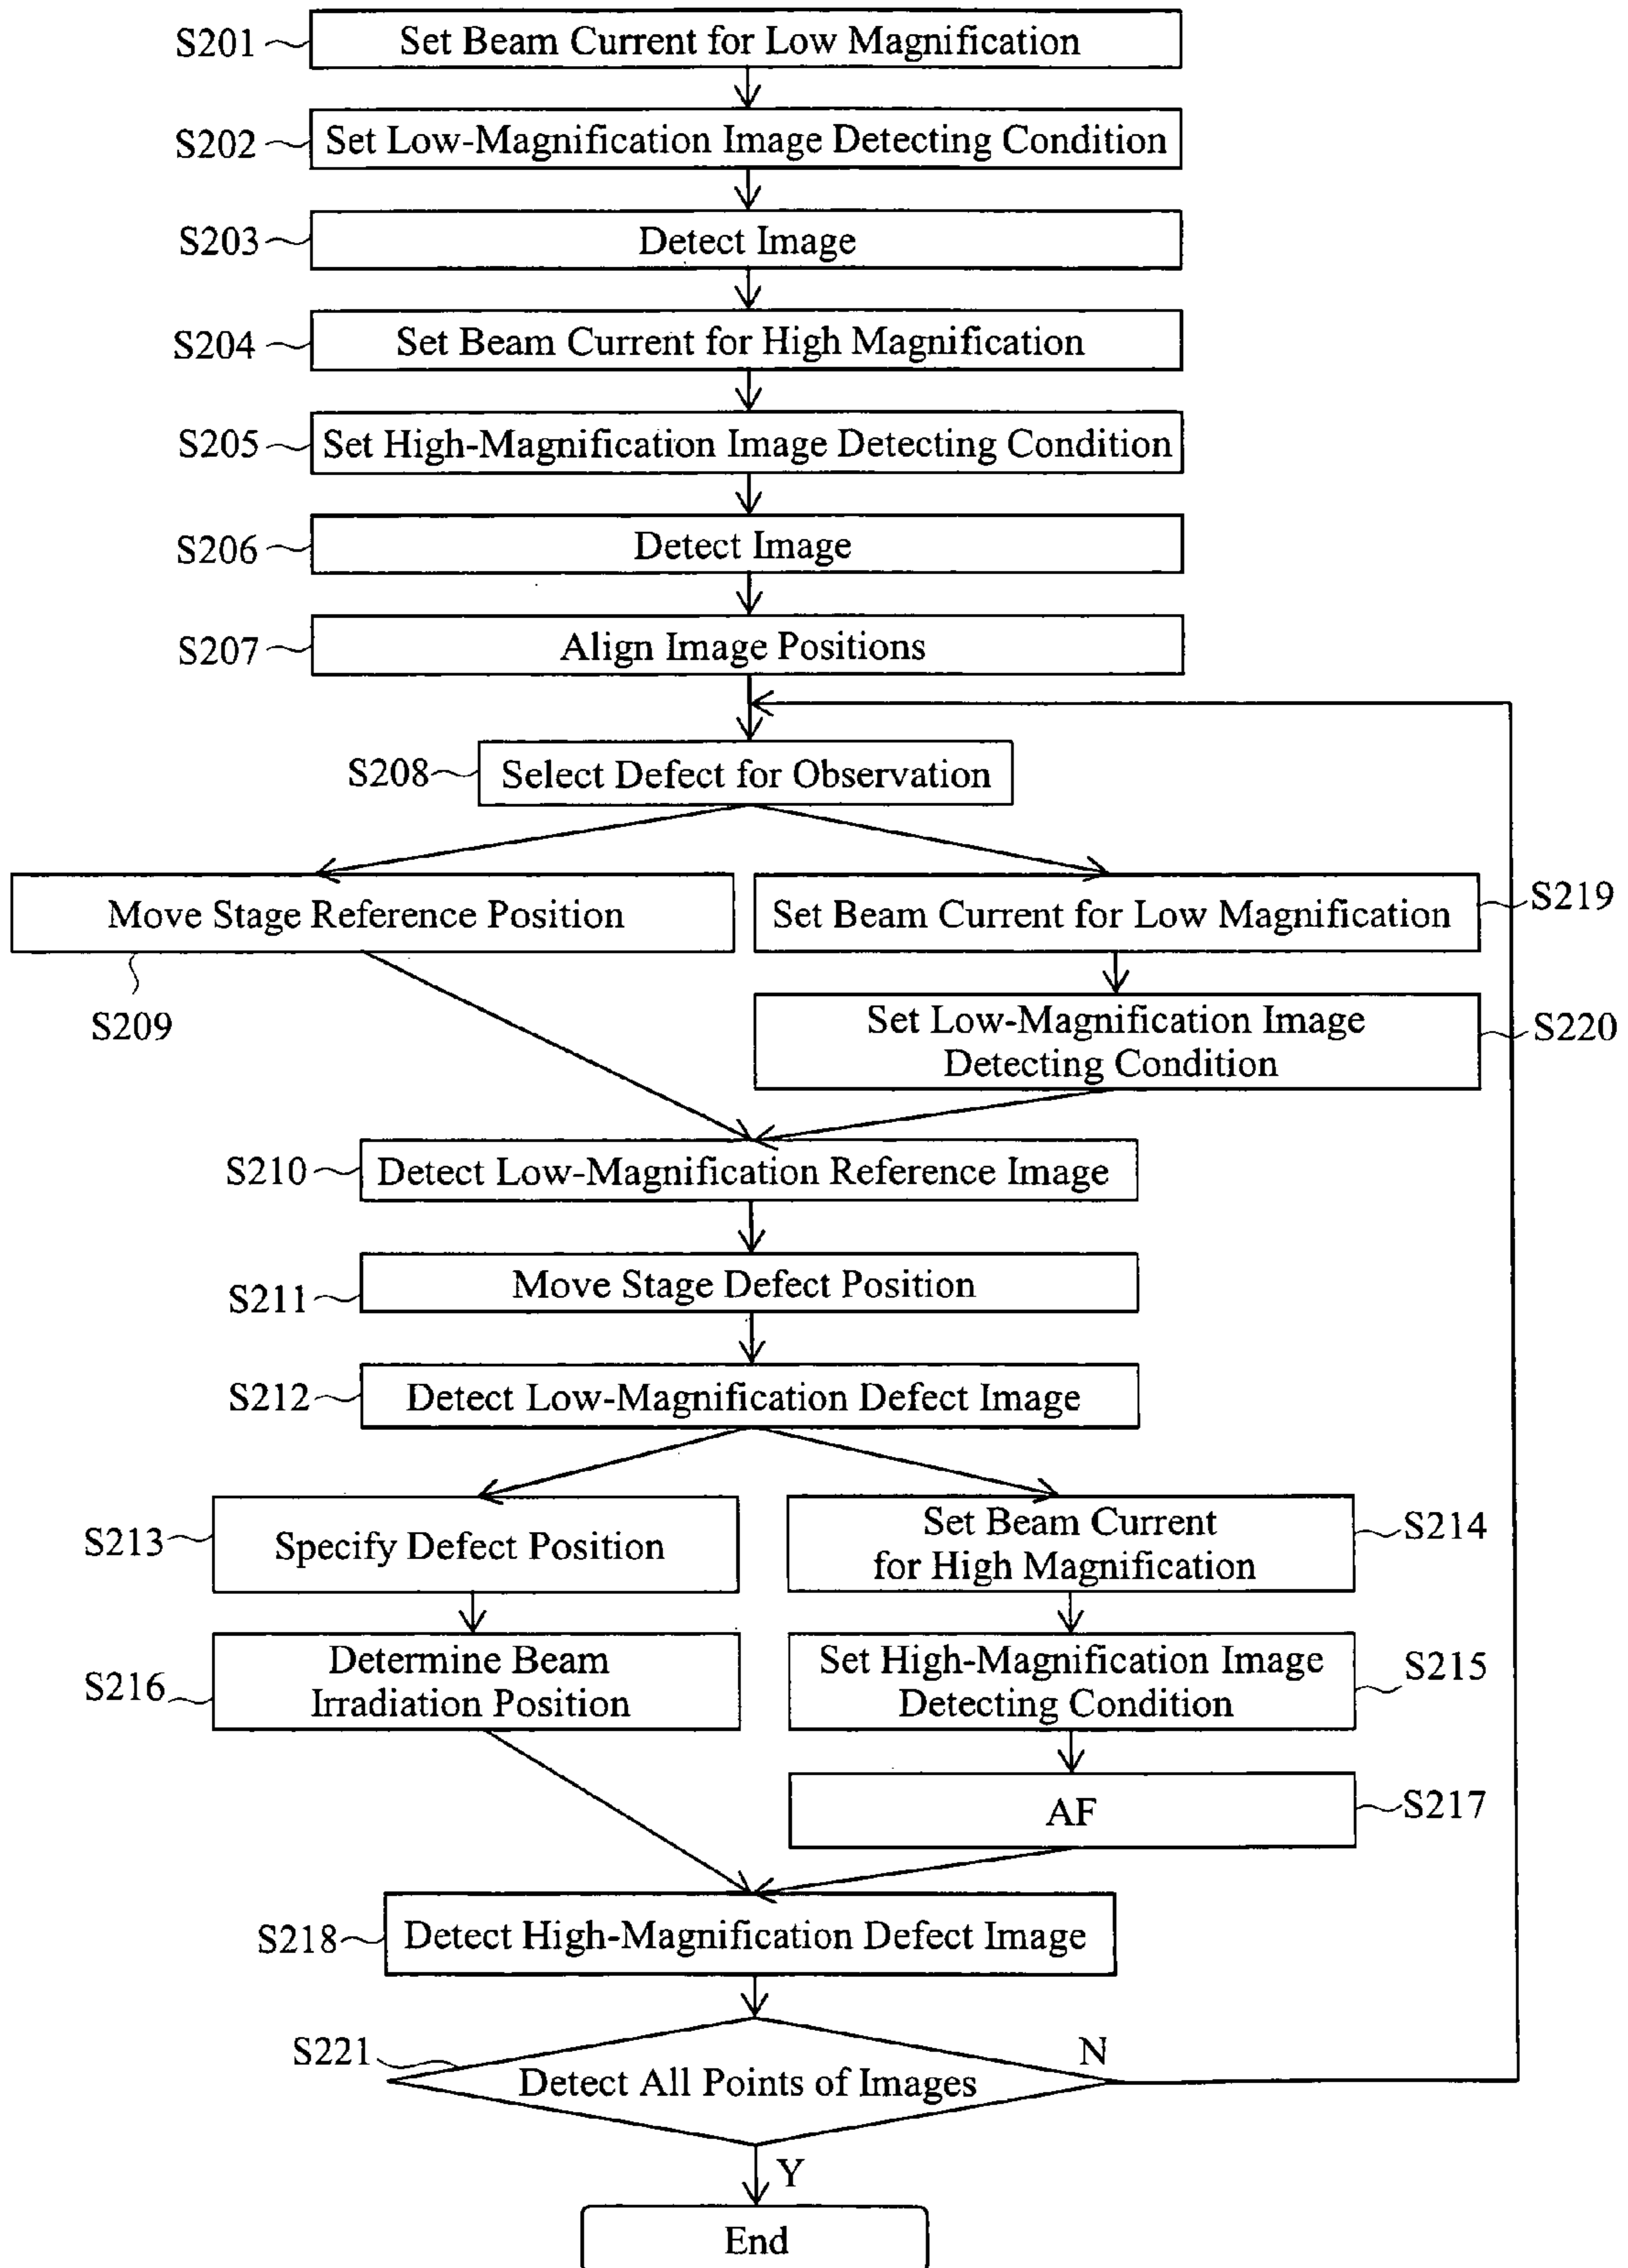 S201
Set Beam Current for Low Magnification
S202
Set Low-Magnification Image Detecting Condition
S203
Detect Image
S204
Set Beam Current for High Magnification
S205
Set High-Magnification Image Detecting Condition
S206
Detect Image
S207
Align Image Positions
S208
Select Defect for Observation
Move Stage Reference Position
S209
Set Beam Current for Low Magnification
S219
Set Low-Magnification Image
Detecting Condition
S220
S210
Detect Low-Magnification Reference Image
S211
Move Stage Defect Position
S212
Detect Low-Magnification Defect Image
S213
Specify Defect Position
Set Beam Current
for High Magnification
S214
S216
Determine Beam
Irradiation Position
Set High-Magnification Image
Detecting Condition
S215
AF
S217
S218
Detect High-Magnification Defect Image
S221
Detect All Points of Images
N
Y
End